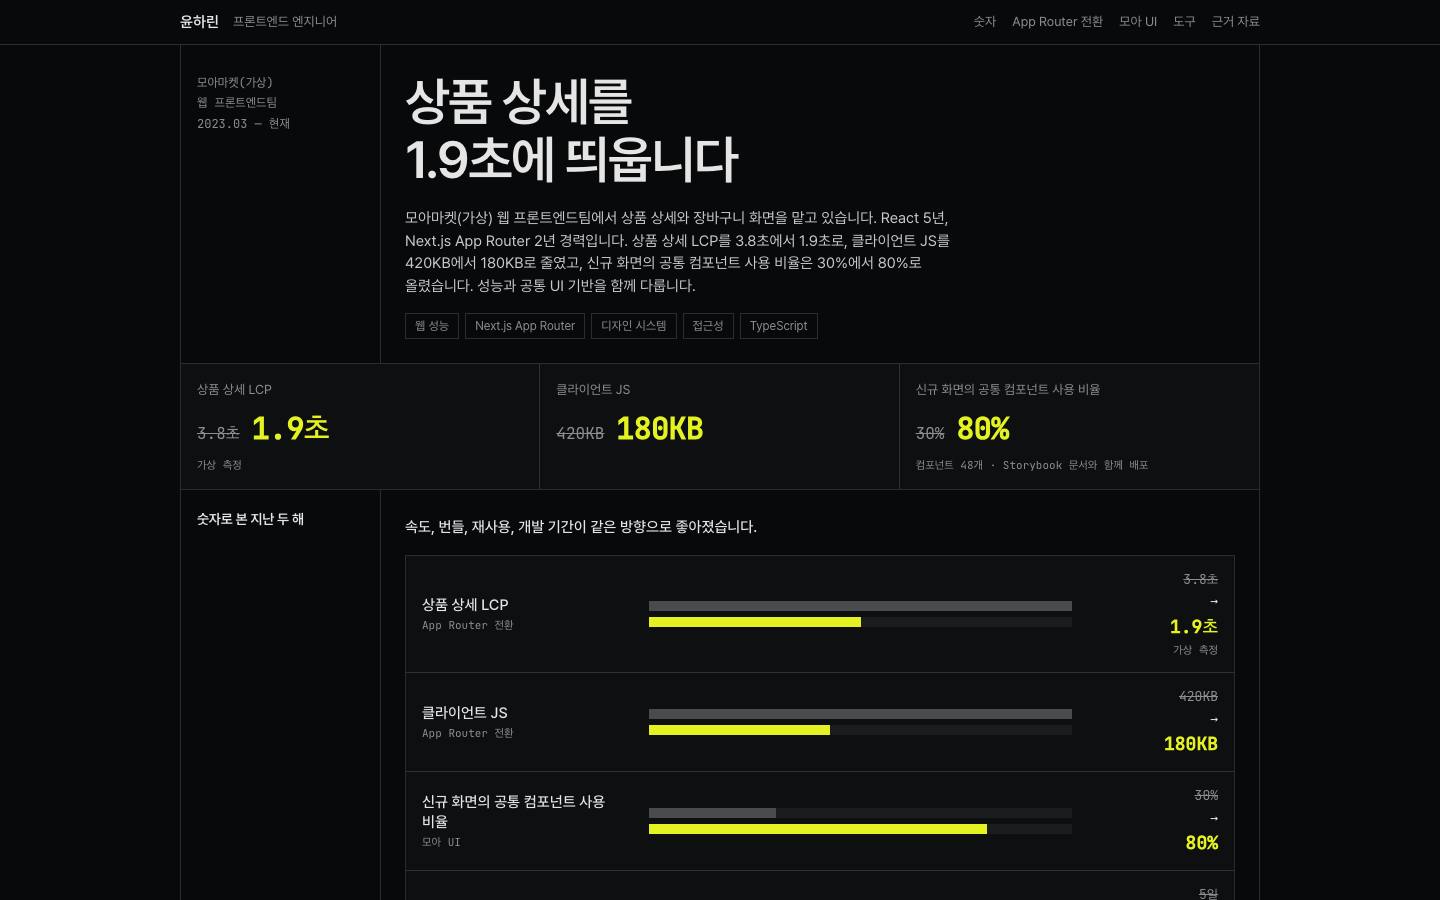 윤하린 프론트엔드 엔지니어
숫자 App Router 전환 모아 UI 도구 근거 자료
모아마켓(가상)
웹 프론트엔드팀
2023.03 — 현재
상품 상세를
1.9초에 띄웁니다
모아마켓(가상) 웹 프론트엔드팀에서 상품 상세와 장바구니 화면을 맡고 있습니다. React 5년,
Next.js App Router 2년 경력입니다. 상품 상세 LCP를 3.8초에서 1.9초로, 클라이언트 JS를
420KB에서 180KB로 줄였고, 신규 화면의 공통 컴포넌트 사용 비율은 30%에서 80%로
올렸습니다. 성능과 공통 UI 기반을 함께 다룹니다.
웹 성능 Next.js App Router 디자인 시스템 접근성 TypeScript
상품 상세 LCP
3.8초 1.9초
가상 측정
클라이언트 JS
420KB 180KB
신규 화면의 공통 컴포넌트 사용 비율
30% 80%
컴포넌트 48개 · Storybook 문서와 함께 배포
숫자로 본 지난 두 해
속도, 번들, 재사용, 개발 기간이 같은 방향으로 좋아졌습니다.
상품 상세 LCP
App Router 전환
3.8초
→
1.9초
가상 측정
클라이언트 JS
App Router 전환
420KB
→
180KB
신규 화면의 공통 컴포넌트 사용
비율
모아 UI
30%
→
80%
5일